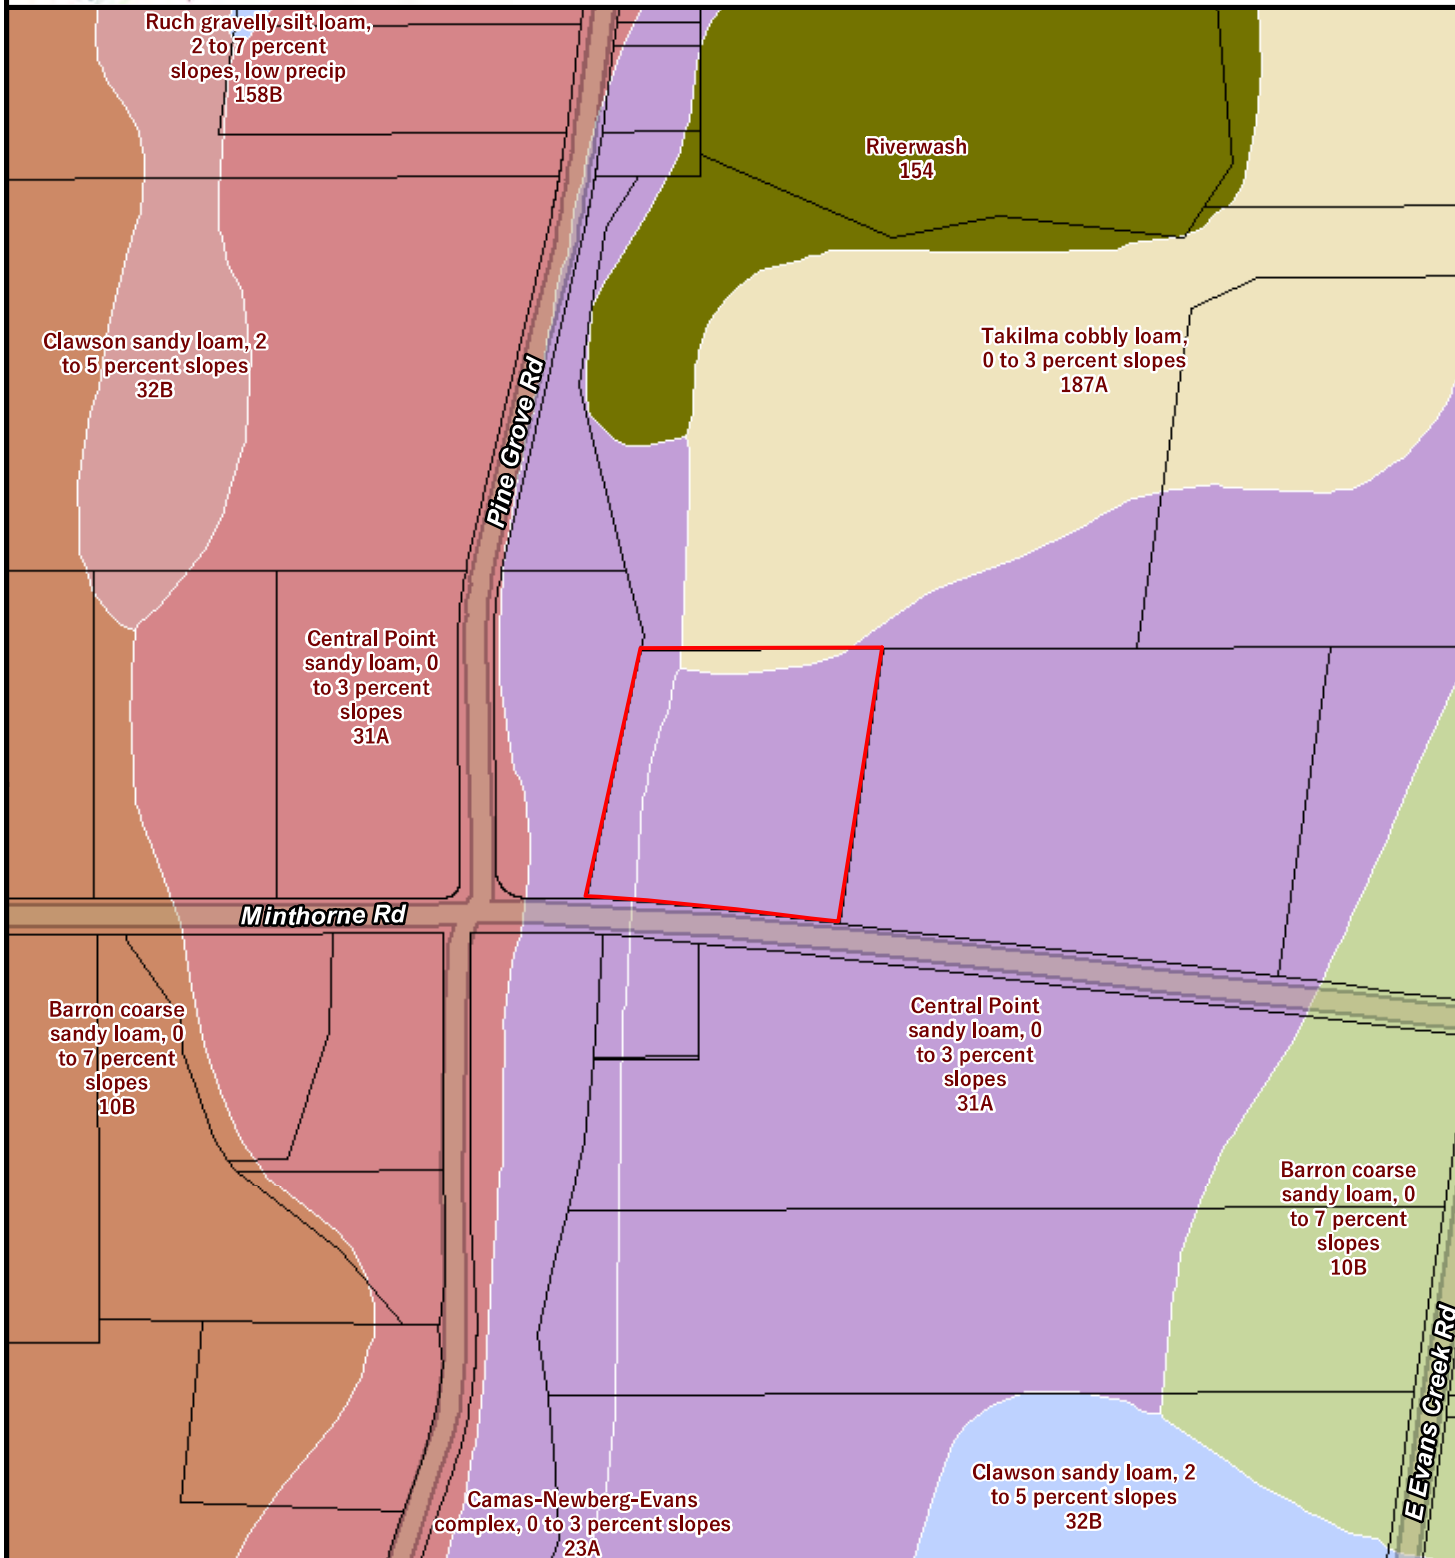 Ruch gravelly silt loam,
2 to 7 percent
slopes, low precip
158B
Riverwash
154
Clawson sandy loam, 2
to 5 percent slopes
32B
Takilma cobbly loam,
0 to 3 percent slopes
187A
Pine Grove Rd
Central Point
sandy loam, 0
to 3 percent
slopes
31A
Minthorne Rd
Barron coarse
sandy loam, 0
to 7 percent
slopes
10B
Central Point
sandy loam, 0
to 3 percent
slopes
31A
Barron coarse
sandy loam, 0
to 7 percent
slopes
10B
E Evans Creek Rd
Clawson sandy loam, 2
to 5 percent slopes
32B
Camas-Newberg-Evans
complex, 0 to 3 percent slopes
23A